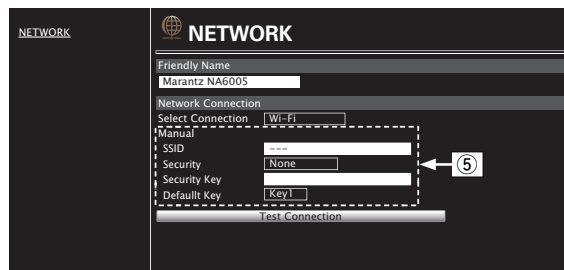 NETWORK
NETWORK
Friendly Name
Marantz NA6005
Network Connection
Select Connection Wi-Fi
Manual
SSID ---
Security None
Security Key
Defaullt Key Key1
⑤
Test Connection